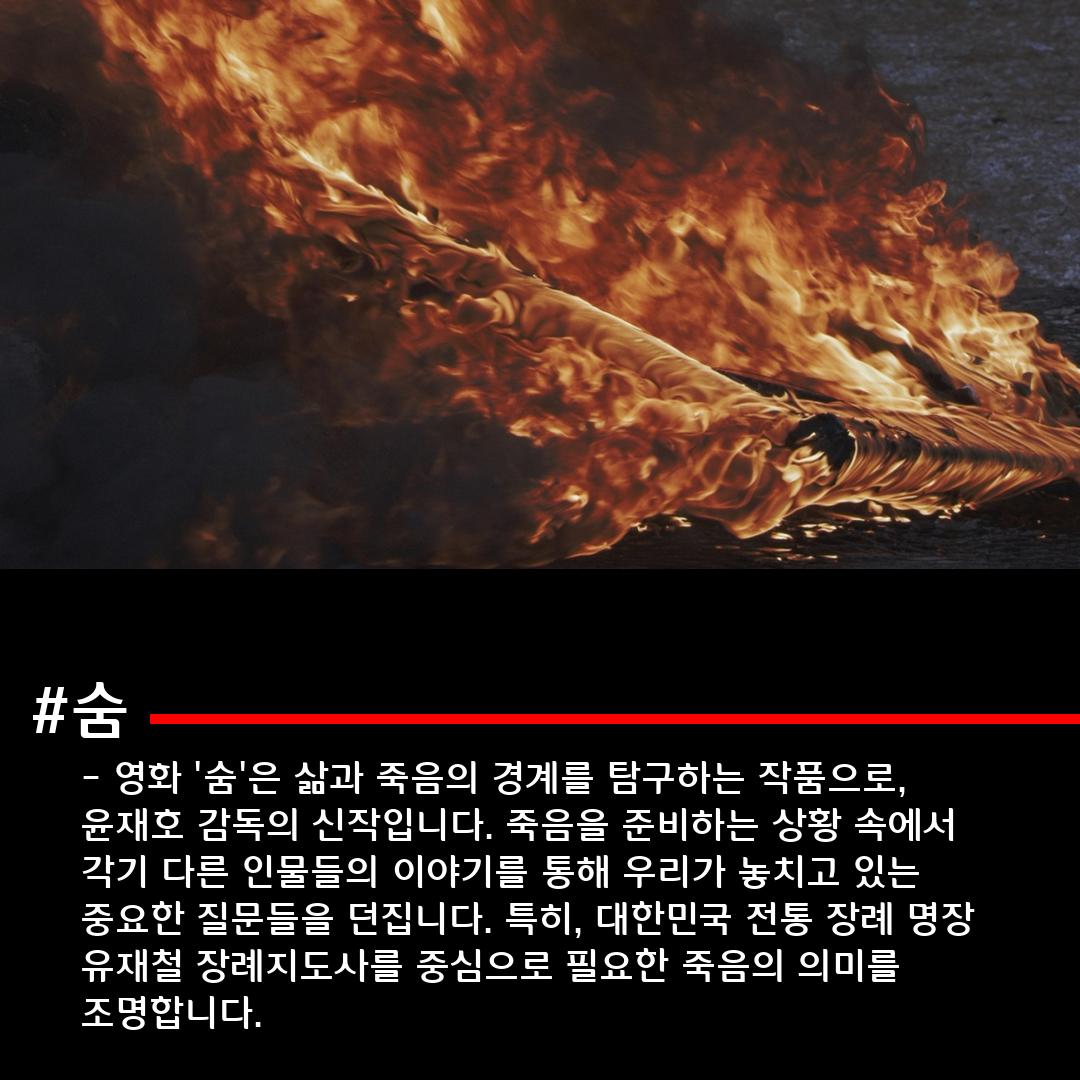 #숨
- 영화 '숨'은 삶과 죽음의 경계를 탐구하는 작품으로,
윤재호 감독의 신작입니다. 죽음을 준비하는 상황 속에서
각기 다른 인물들의 이야기를 통해 우리가 놓치고 있는
중요한 질문들을 던집니다. 특히, 대한민국 전통 장례 명장
유재철 장례지도사를 중심으로 필요한 죽음의 의미를
조명합니다.